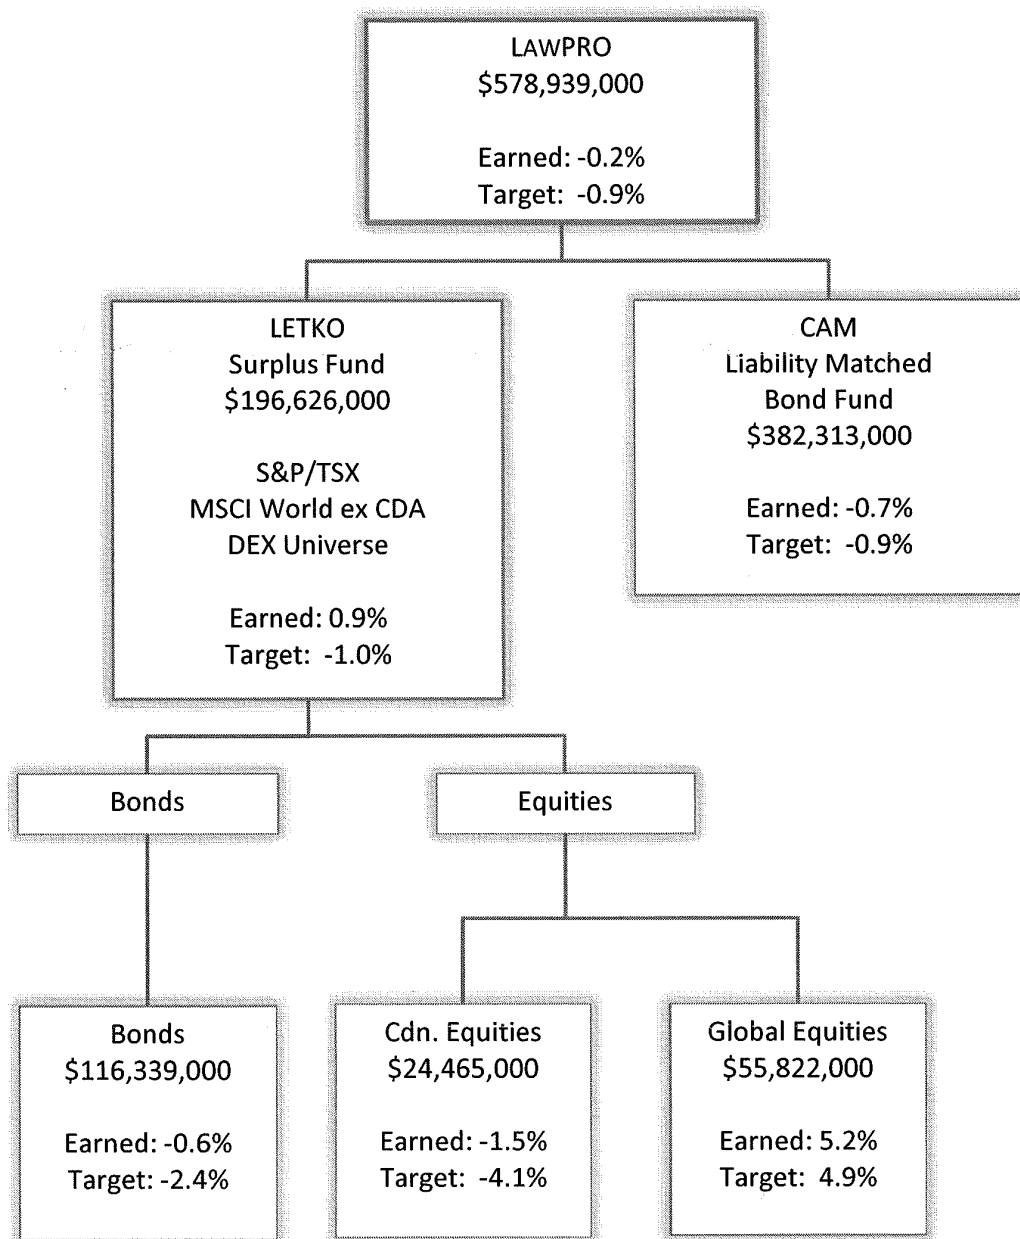 LAWPRO
$578,939,000
Earned: -0.2%
Target: -0.9%
LETKO
Surplus Fund
$196,626,000
S&P/TSX
MSCI World ex CDA
DEX Universe
Earned: 0.9%
Target: -1.0%
CAM
Liability Matched
Bond Fund
$382,313,000
Earned: -0.7%
Target: -0.9%
Bonds
Equities
Bonds
$116,339,000
Earned: -0.6%
Target: -2.4%
Cdn. Equities
$24,465,000
Earned: -1.5%
Target: -4.1%
Global Equities
$55,822,000
Earned: 5.2%
Target: 4.9%